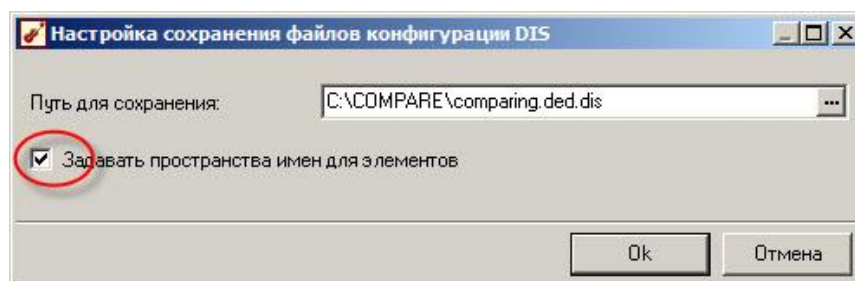 Настройка сохранения файлов конфигурации DIS
Путь для сохранения: C:\COMPARE\comparing.ded.dis ...
Задавать пространства имен для элементов
Ok Отмена